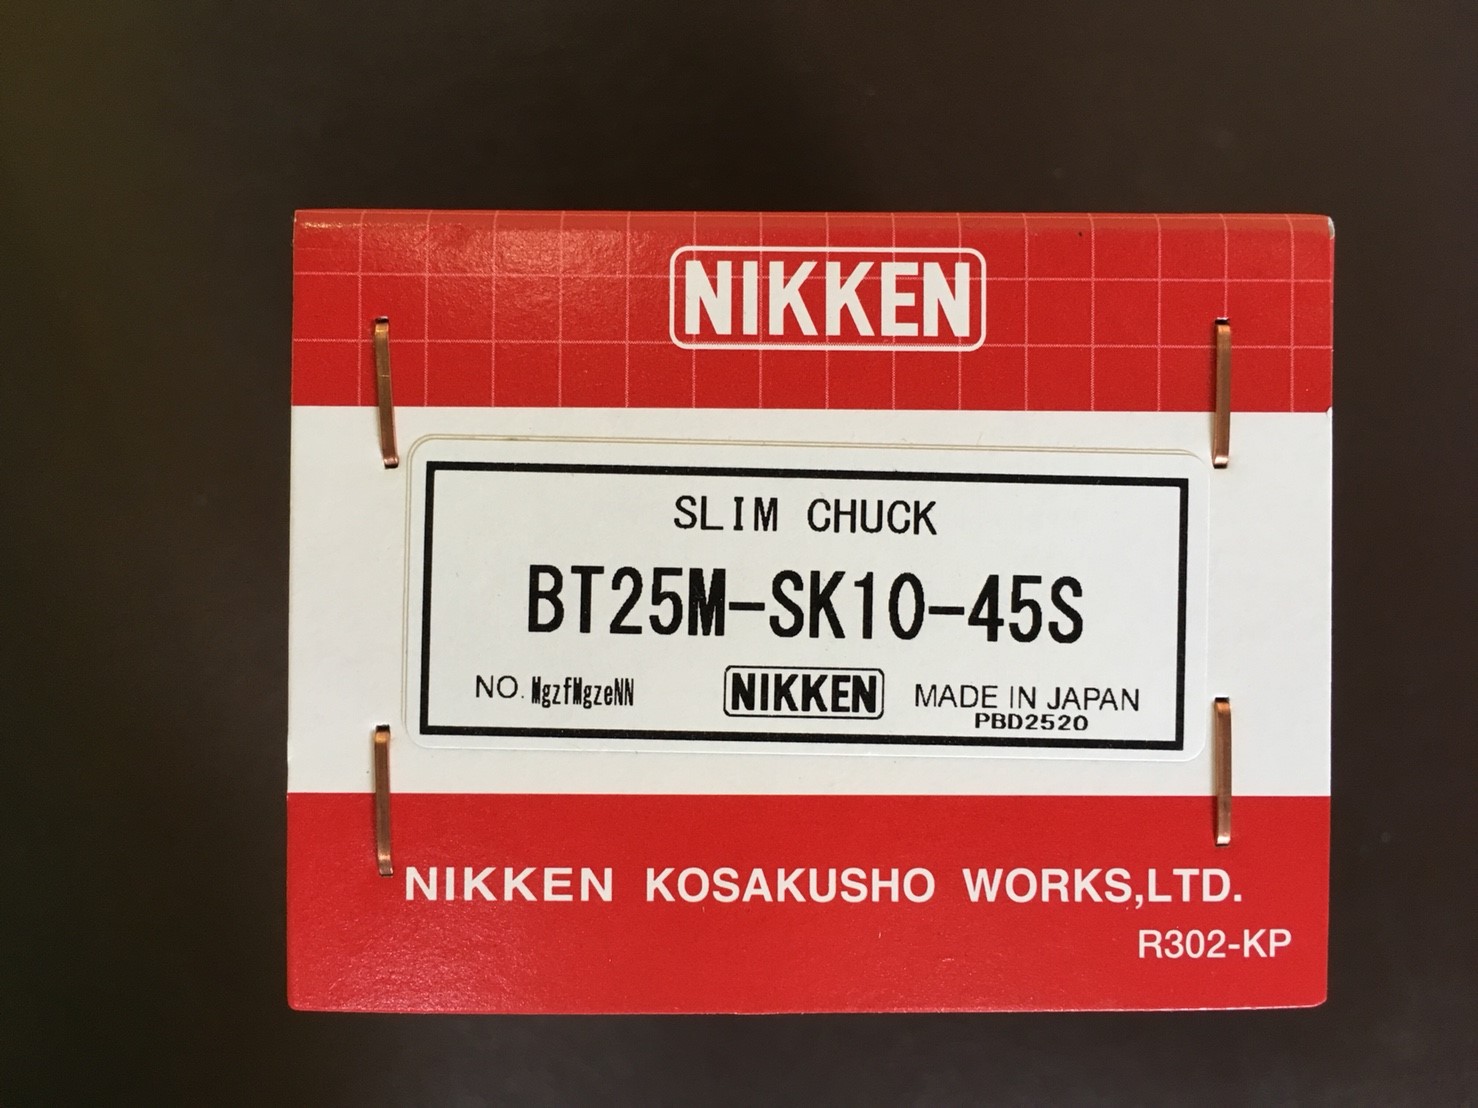 NIKKEN
SLIM CHUCK
BT25M-SK10-45S
NO. MgzfMgzeNN
NIKKEN
MADE IN JAPAN
PBD2520
NIKKEN KOSAKUSHO WORKS,LTD.
R302-KP